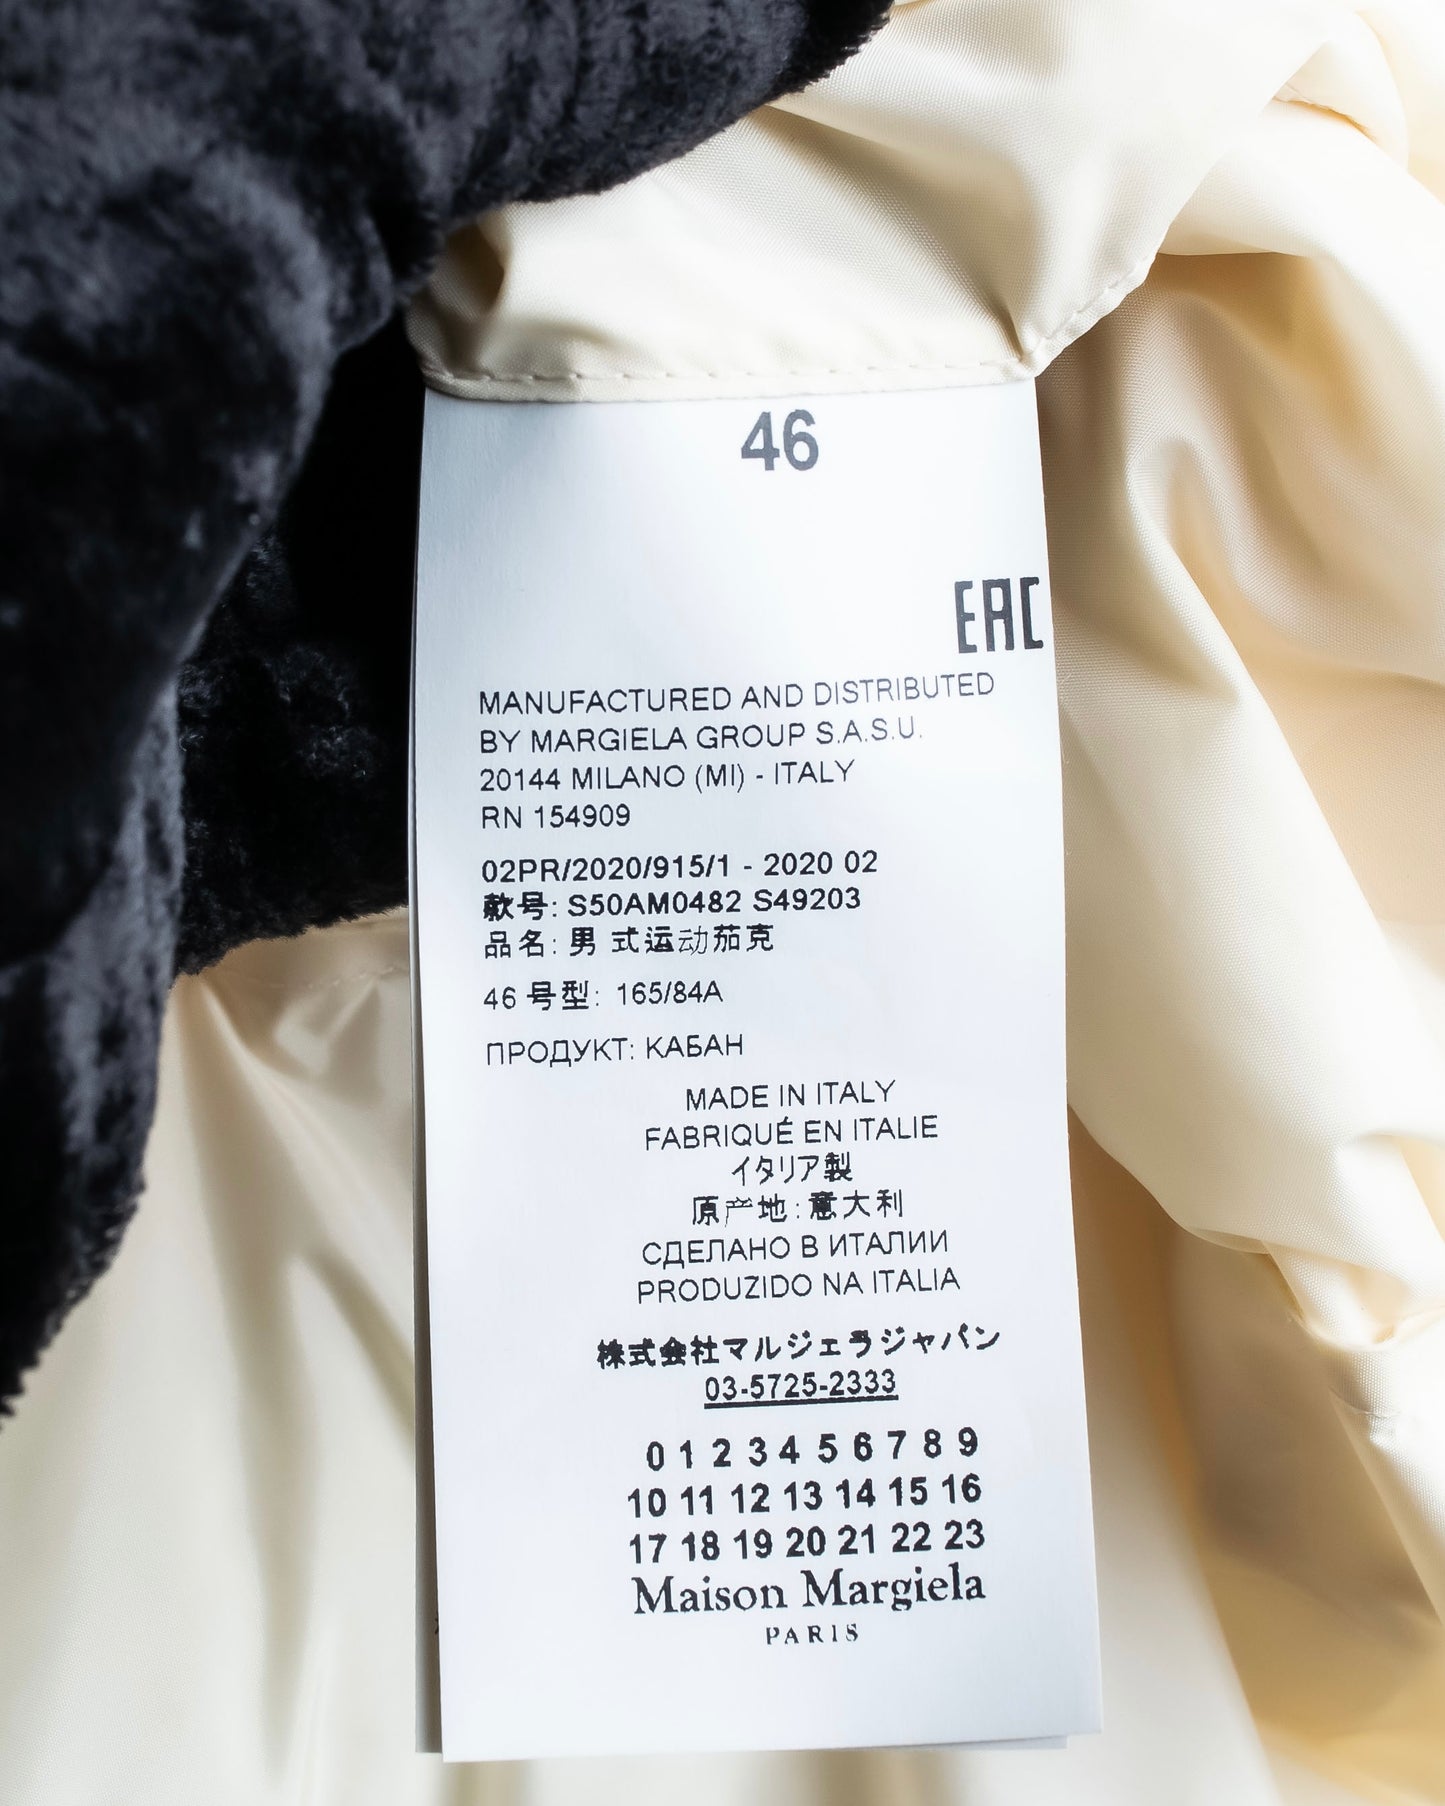 46
EAC
MANUFACTURED AND DISTRIBUTED
BY MARGIELA GROUP S.A.S.U.
20144 MILANO (MI) - ITALY
RN 154909
02PR/2020/915/1 - 2020 02
款号: S50AM0482 S49203
品名: 男 式运动茄克
46 号型: 165/84A
ПРОДУКТ: КАБАН
MADE IN ITALY
FABRIQUÉ EN ITALIE
イタリア製
原产地: 意大利
СДЕЛАНО В ИТАЛИИ
PRODUZIDO NA ITALIA
株式会社マルジェラジャパン
03-5725-2333
0 1 2 3 4 5 6 7 8 9
10 11 12 13 14 15 16
17 18 19 20 21 22 23
Maison Margiela
PARIS